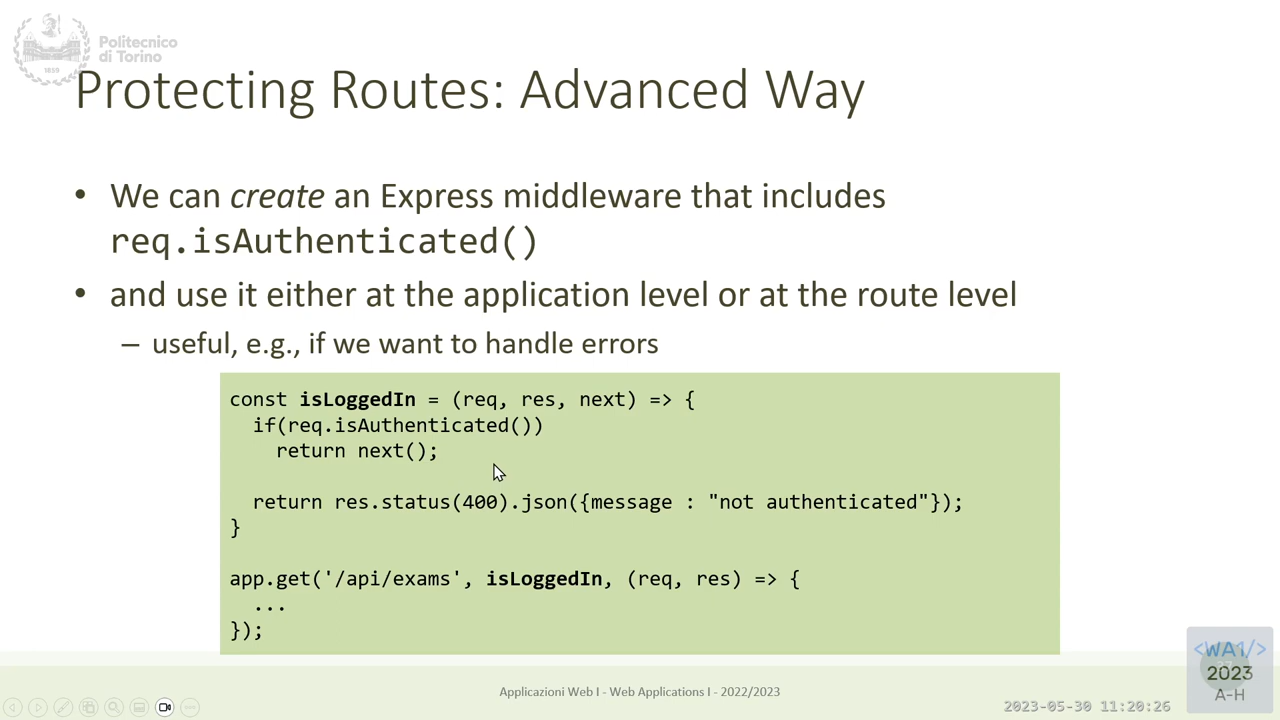 Politecnico
di Torino
1859
Protecting Routes: Advanced Way
• We can create an Express middleware that includes
req.isAuthenticated()
• and use it either at the application level or at the route level
– useful, e.g., if we want to handle errors
const isLoggedIn = (req, res, next) => {
if(req.isAuthenticated())
return next();
return res.status(400).json({message : "not authenticated"});
}
app.get('/api/exams', isLoggedIn, (req, res) => {
...
});
Applicazioni Web I - Web Applications I - 2022/2023
<WA1/>
2023
A-H
2023-05-30 11:20:26